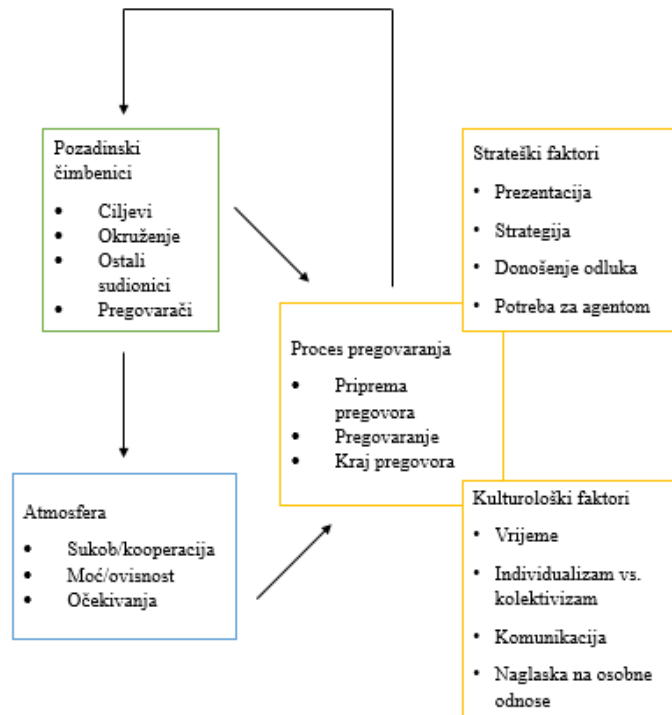 Pozadinski
čimbenici
• Ciljevi
• Okruženje
• Ostali
sudionici
• Pregovarači
Strateški faktori
• Prezentacija
• Strategija
• Donošenje odluka
• Potreba za agentom
Proces pregovaranja
• Priprema
pregovora
• Pregovaranje
• Kraj pregovora
Atmosfera
• Sukob/kooperacija
• Moć/ovisnost
• Očekivanja
Kulturološki faktori
• Vrijeme
• Individualizam vs.
kolektivizam
• Komunikacija
• Naglaska na osobne
odnose